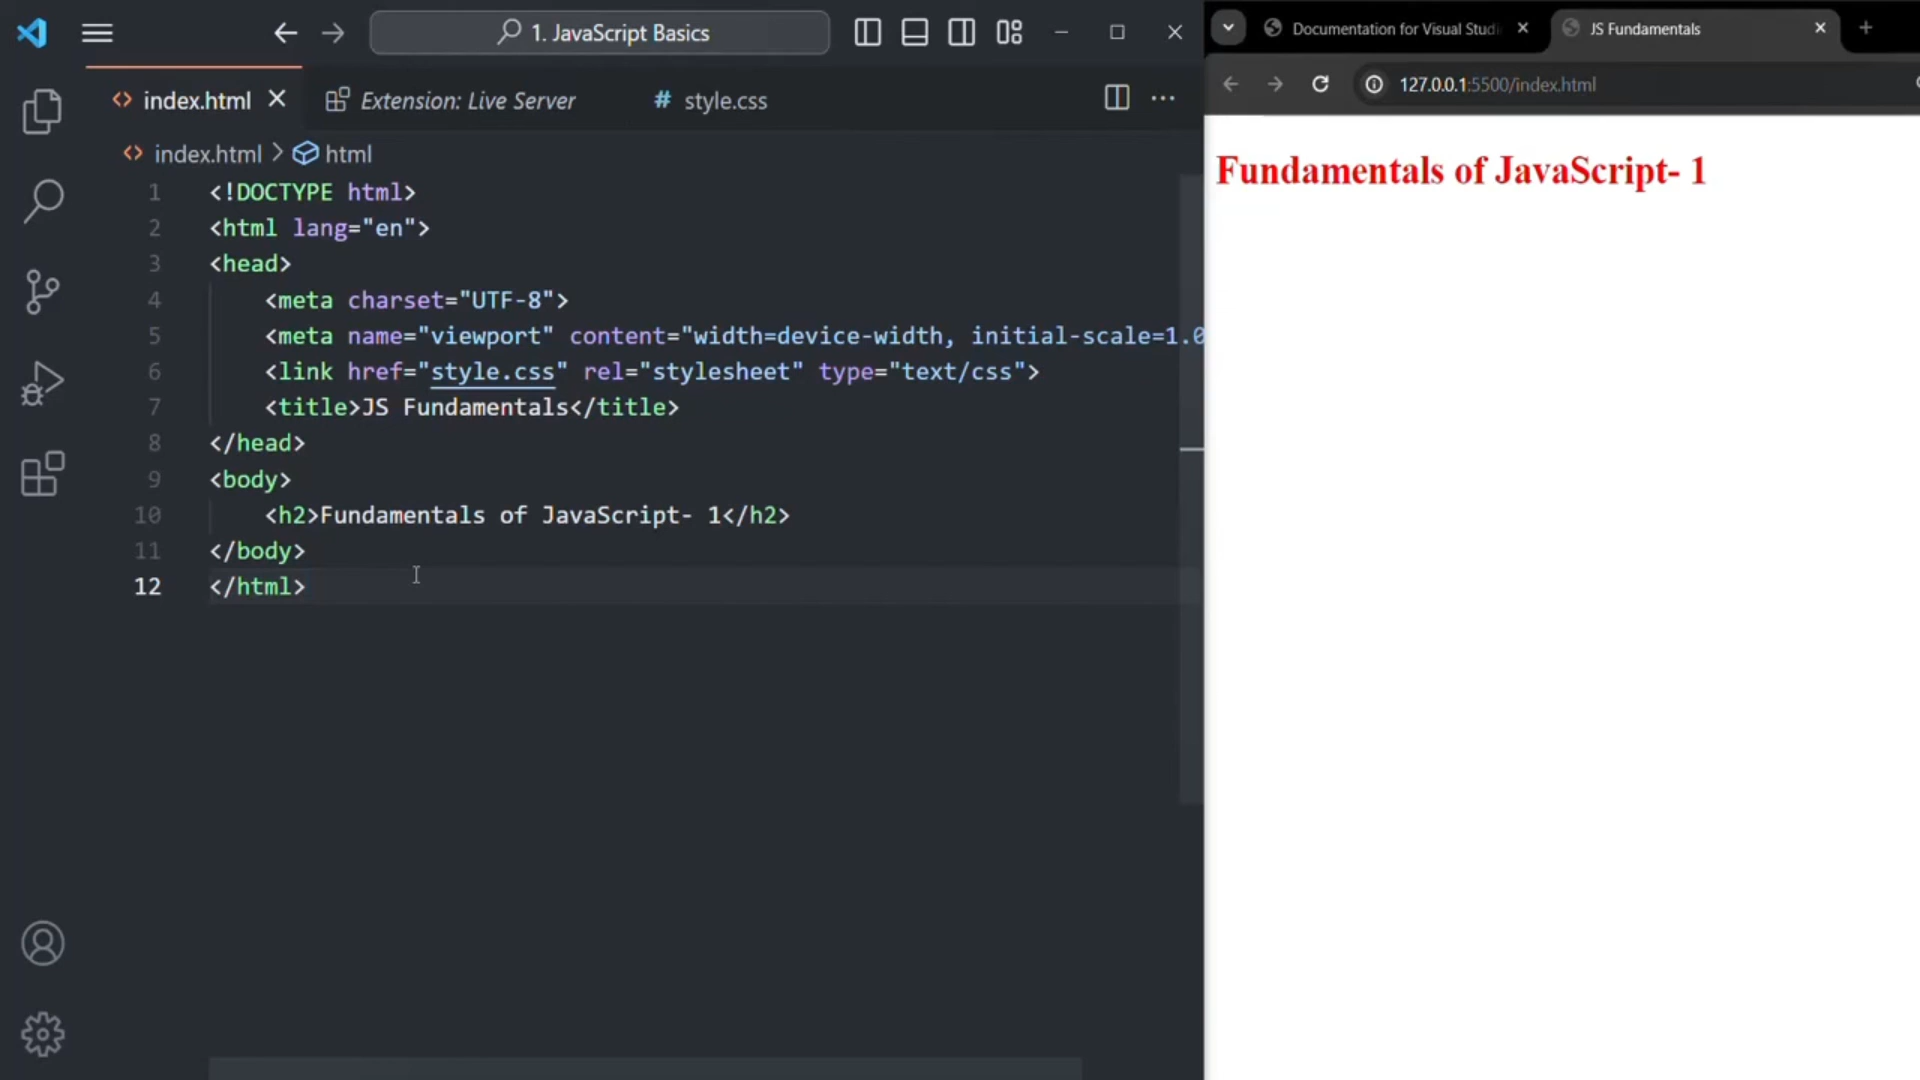 1. JavaScript Basics
index.html
Extension: Live Server
# style.css
index.html > html
1 <!DOCTYPE html>
2 <html lang="en">
3 <head>
4 <meta charset="UTF-8">
5 <meta name="viewport" content="width=device-width, initial-scale=1.0
6 <link href="style.css" rel="stylesheet" type="text/css">
7 <title>JS Fundamentals</title>
8 </head>
9 <body>
10 <h2>Fundamentals of JavaScript- 1</h2>
11 </body>
12 </html>
Documentation for Visual Studi
JS Fundamentals
127.0.0.1:5500/index.html
Fundamentals of JavaScript- 1